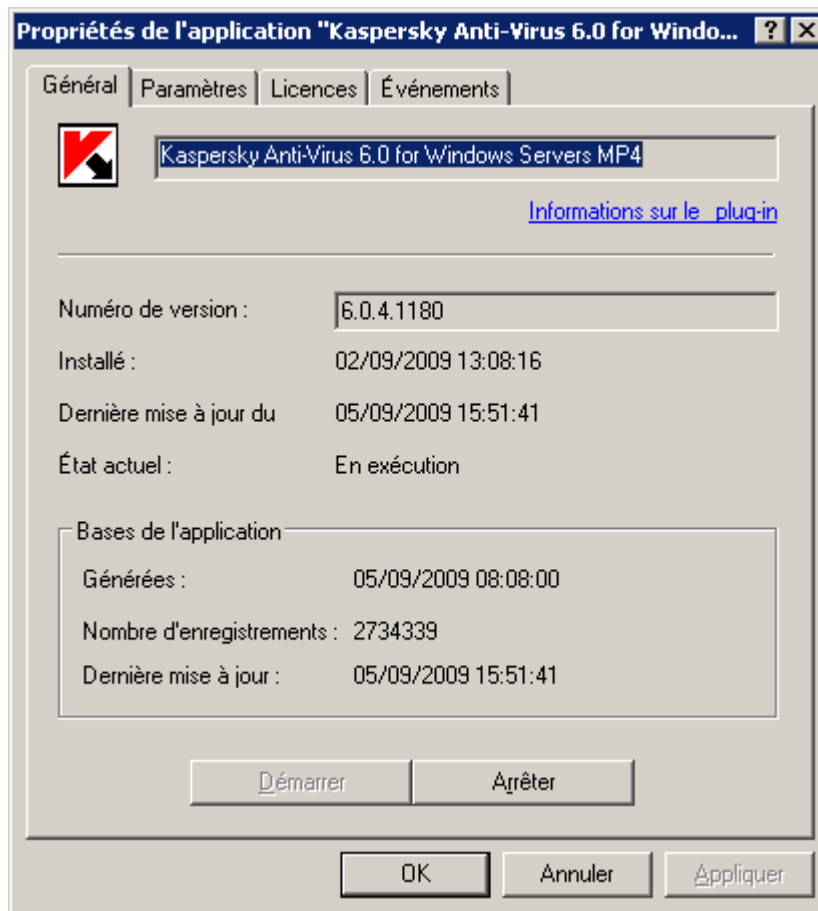 Propriétés de l'application "Kaspersky Anti-Virus 6.0 for Windo...
Général Paramètres Licences Événements
Kaspersky Anti-Virus 6.0 for Windows Servers MP4
Informations sur le plug-in
Numéro de version : 6.0.4.1180
Installé : 02/09/2009 13:08:16
Dernière mise à jour du 05/09/2009 15:51:41
État actuel : En exécution
Bases de l'application
Générées : 05/09/2009 08:08:00
Nombre d'enregistrements : 2734339
Dernière mise à jour : 05/09/2009 15:51:41
Démarrer Arrêter
OK Annuler Appliquer